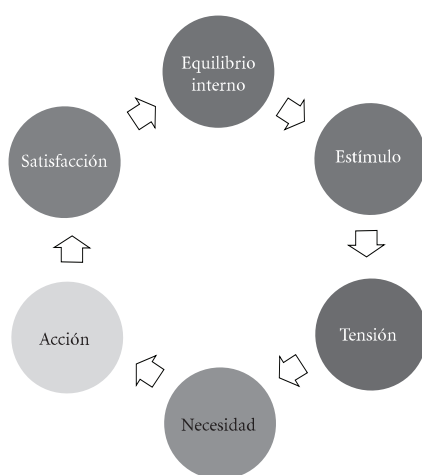 Equilibrio
interno
Estímulo
Tensión
Necesidad
Acción
Satisfacción